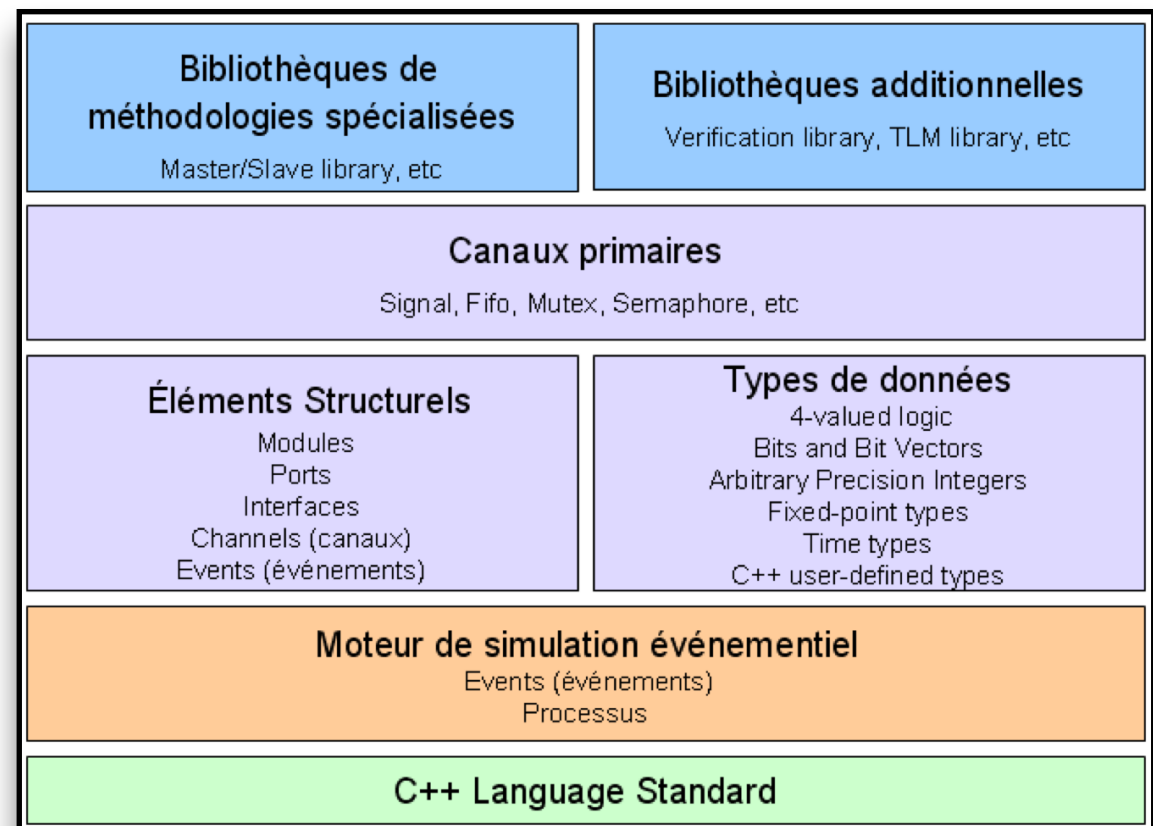 Bibliothèques de
méthodologies spécialisées
Master/Slave library, etc
Bibliothèques additionnelles
Verification library, TLM library, etc
Canaux primaires
Signal, Fifo, Mutex, Semaphore, etc
Éléments Structurels
Modules
Ports
Interfaces
Channels (canaux)
Events (événements)
Types de données
4-valued logic
Bits and Bit Vectors
Arbitrary Precision Integers
Fixed-point types
Time types
C++ user-defined types
Moteur de simulation événementiel
Events (événements)
Processus
C++ Language Standard